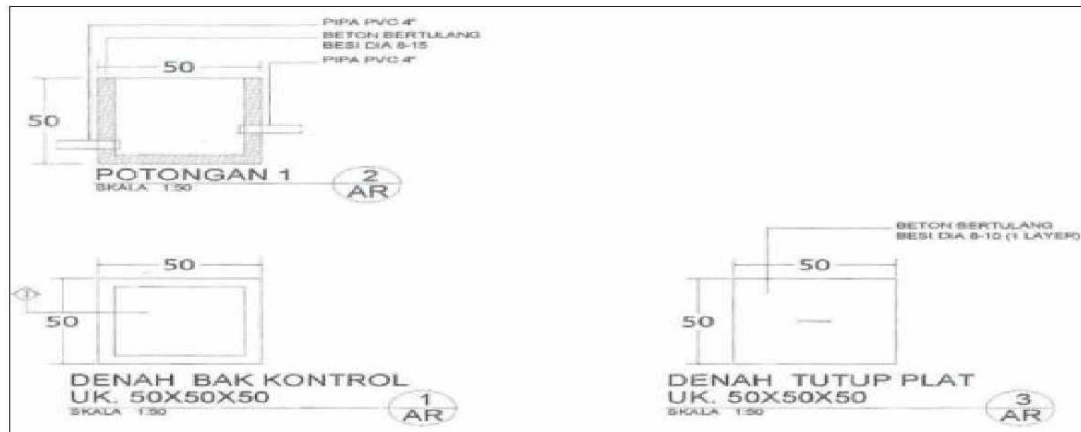 PIPA PVC 4"
BETON BERTULANG
BESI DIA 8-15
PIPA PVC 4"
50
50
POTONGAN 1
SKALA 1:50
2
AR
50
50
1
DENAH BAK KONTROL
UK. 50X50X50
SKALA 1:50
1
AR
BETON BERTULANG
BESI DIA 8-10 (1 LAYER)
50
50
DENAH TUTUP PLAT
UK. 50X50X50
SKALA 1:50
3
AR